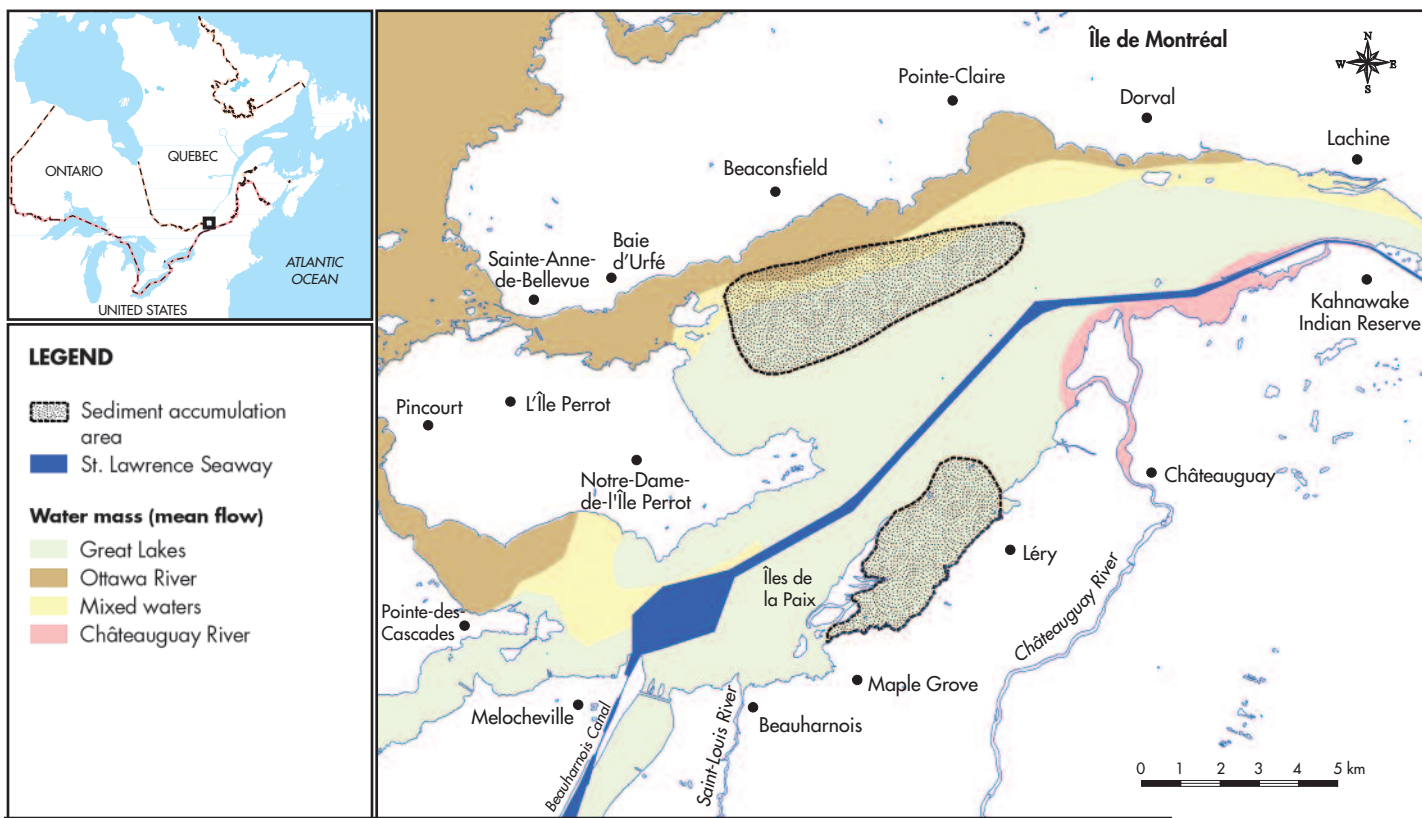 ONTARIO
QUEBEC
ATLANTIC
OCEAN
UNITED STATES
LEGEND
Sediment accumulation
area
St. Lawrence Seaway
Water mass (mean flow)
Great Lakes
Ottawa River
Mixed waters
Châteauguay River
Île de Montréal
N
W E
S
Pointe-Claire
Dorval
Lachine
Beaconsfield
Baie
d'Urfé
Sainte-Anne-
de-Bellevue
Kahnawake
Indian Reserve
L'Île Perrot
Pincourt
Notre-Dame-
de-l'Île Perrot
Châteauguay
Léry
Îles de
la Paix
Pointe-des-
Cascades
Châteauguay River
Maple Grove
Melocheville
Beauharnois
Beauharnois Canal
Saint-Louis River
0 1 2 3 4 5 km